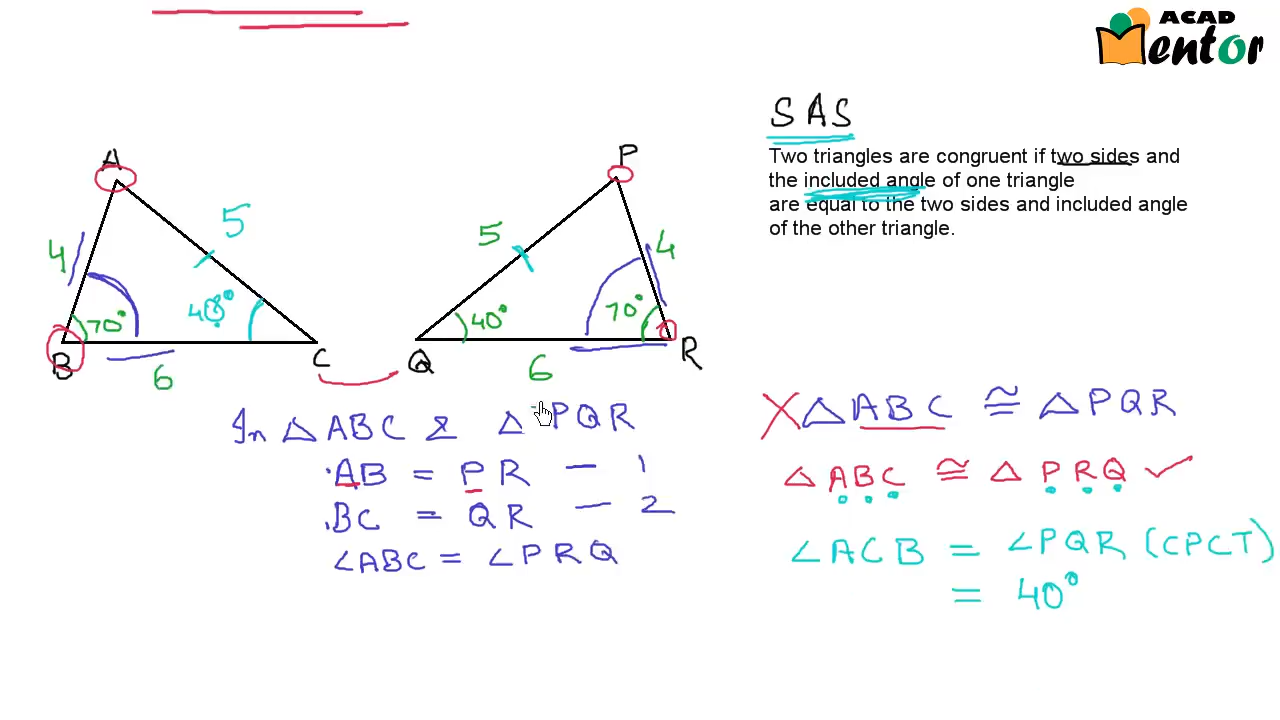 ACAD
Mentor
SAS
Two triangles are congruent if two sides and
the included angle of one triangle
are equal to the two sides and included angle
of the other triangle.
A
4
5
70°
40°
B
6
C
P
5
4
40°
70°
Q
6
R
In △ABC & △PQR
AB = PR — 1
BC = QR — 2
∠ABC = ∠PRQ
X △ABC ≅ △PQR
△ABC ≅ △PRQ ✓
∠ACB = ∠PQR (CPCT)
= 40°